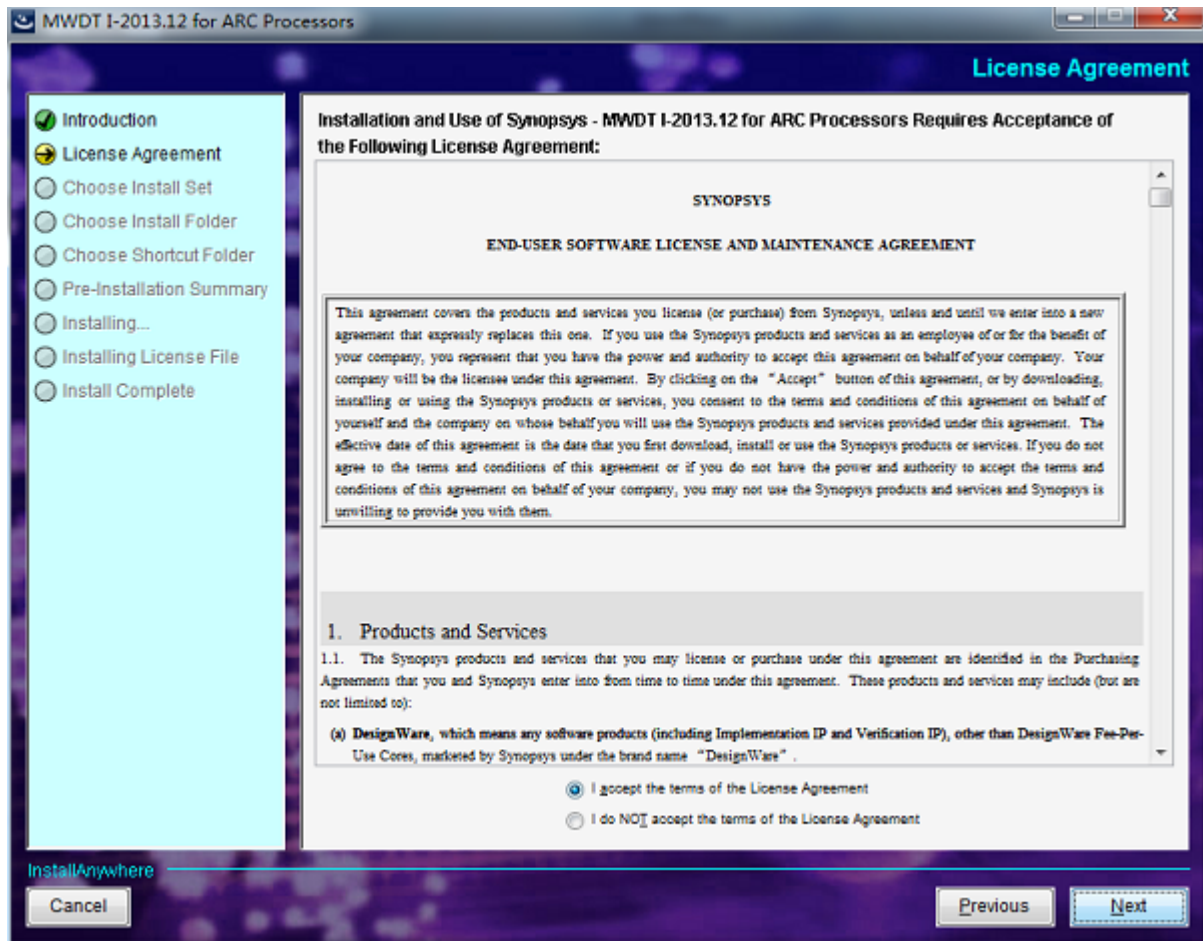 MWDT I-2013.12 for ARC Processors
License Agreement
Introduction
License Agreement
Choose Install Set
Choose Install Folder
Choose Shortcut Folder
Pre-Installation Summary
Installing...
Installing License File
Install Complete
Installation and Use of Synopsys - MWDT I-2013.12 for ARC Processors Requires Acceptance of
the Following License Agreement:
SYNOPSYS
END-USER SOFTWARE LICENSE AND MAINTENANCE AGREEMENT
This agreement covers the products and services you license (or purchase) from Synopsys, unless and until we enter into a new
agreement that expressly replaces this one. If you use the Synopsys products and services as an employee of or for the benefit of
your company, you represent that you have the power and authority to accept this agreement on behalf of your company. Your
company will be the licensee under this agreement. By clicking on the “Accept” button of this agreement, or by downloading,
installing or using the Synopsys products or services, you consent to the terms and conditions of this agreement on behalf of
yourself and the company on whose behalf you will use the Synopsys products and services provided under this agreement. The
effective date of this agreement is the date that you first download, install or use the Synopsys products or services. If you do not
agree to the terms and conditions of this agreement or if you do not have the power and authority to accept the terms and
conditions of this agreement on behalf of your company, you may not use the Synopsys products and services and Synopsys is
unwilling to provide you with them.
1. Products and Services
1.1. The Synopsys products and services that you may license or purchase under this agreement are identified in the Purchasing
Agreements that you and Synopsys enter into from time to time under this agreement. These products and services may include (but are
not limited to):
(a) DesignWare, which means any software products (including Implementation IP and Verification IP), other than DesignWare Fee-Per-
Use Cores, marketed by Synopsys under the brand name “DesignWare”.
I accept the terms of the License Agreement
I do NOT accept the terms of the License Agreement
InstallAnywhere
Cancel
Previous
Next